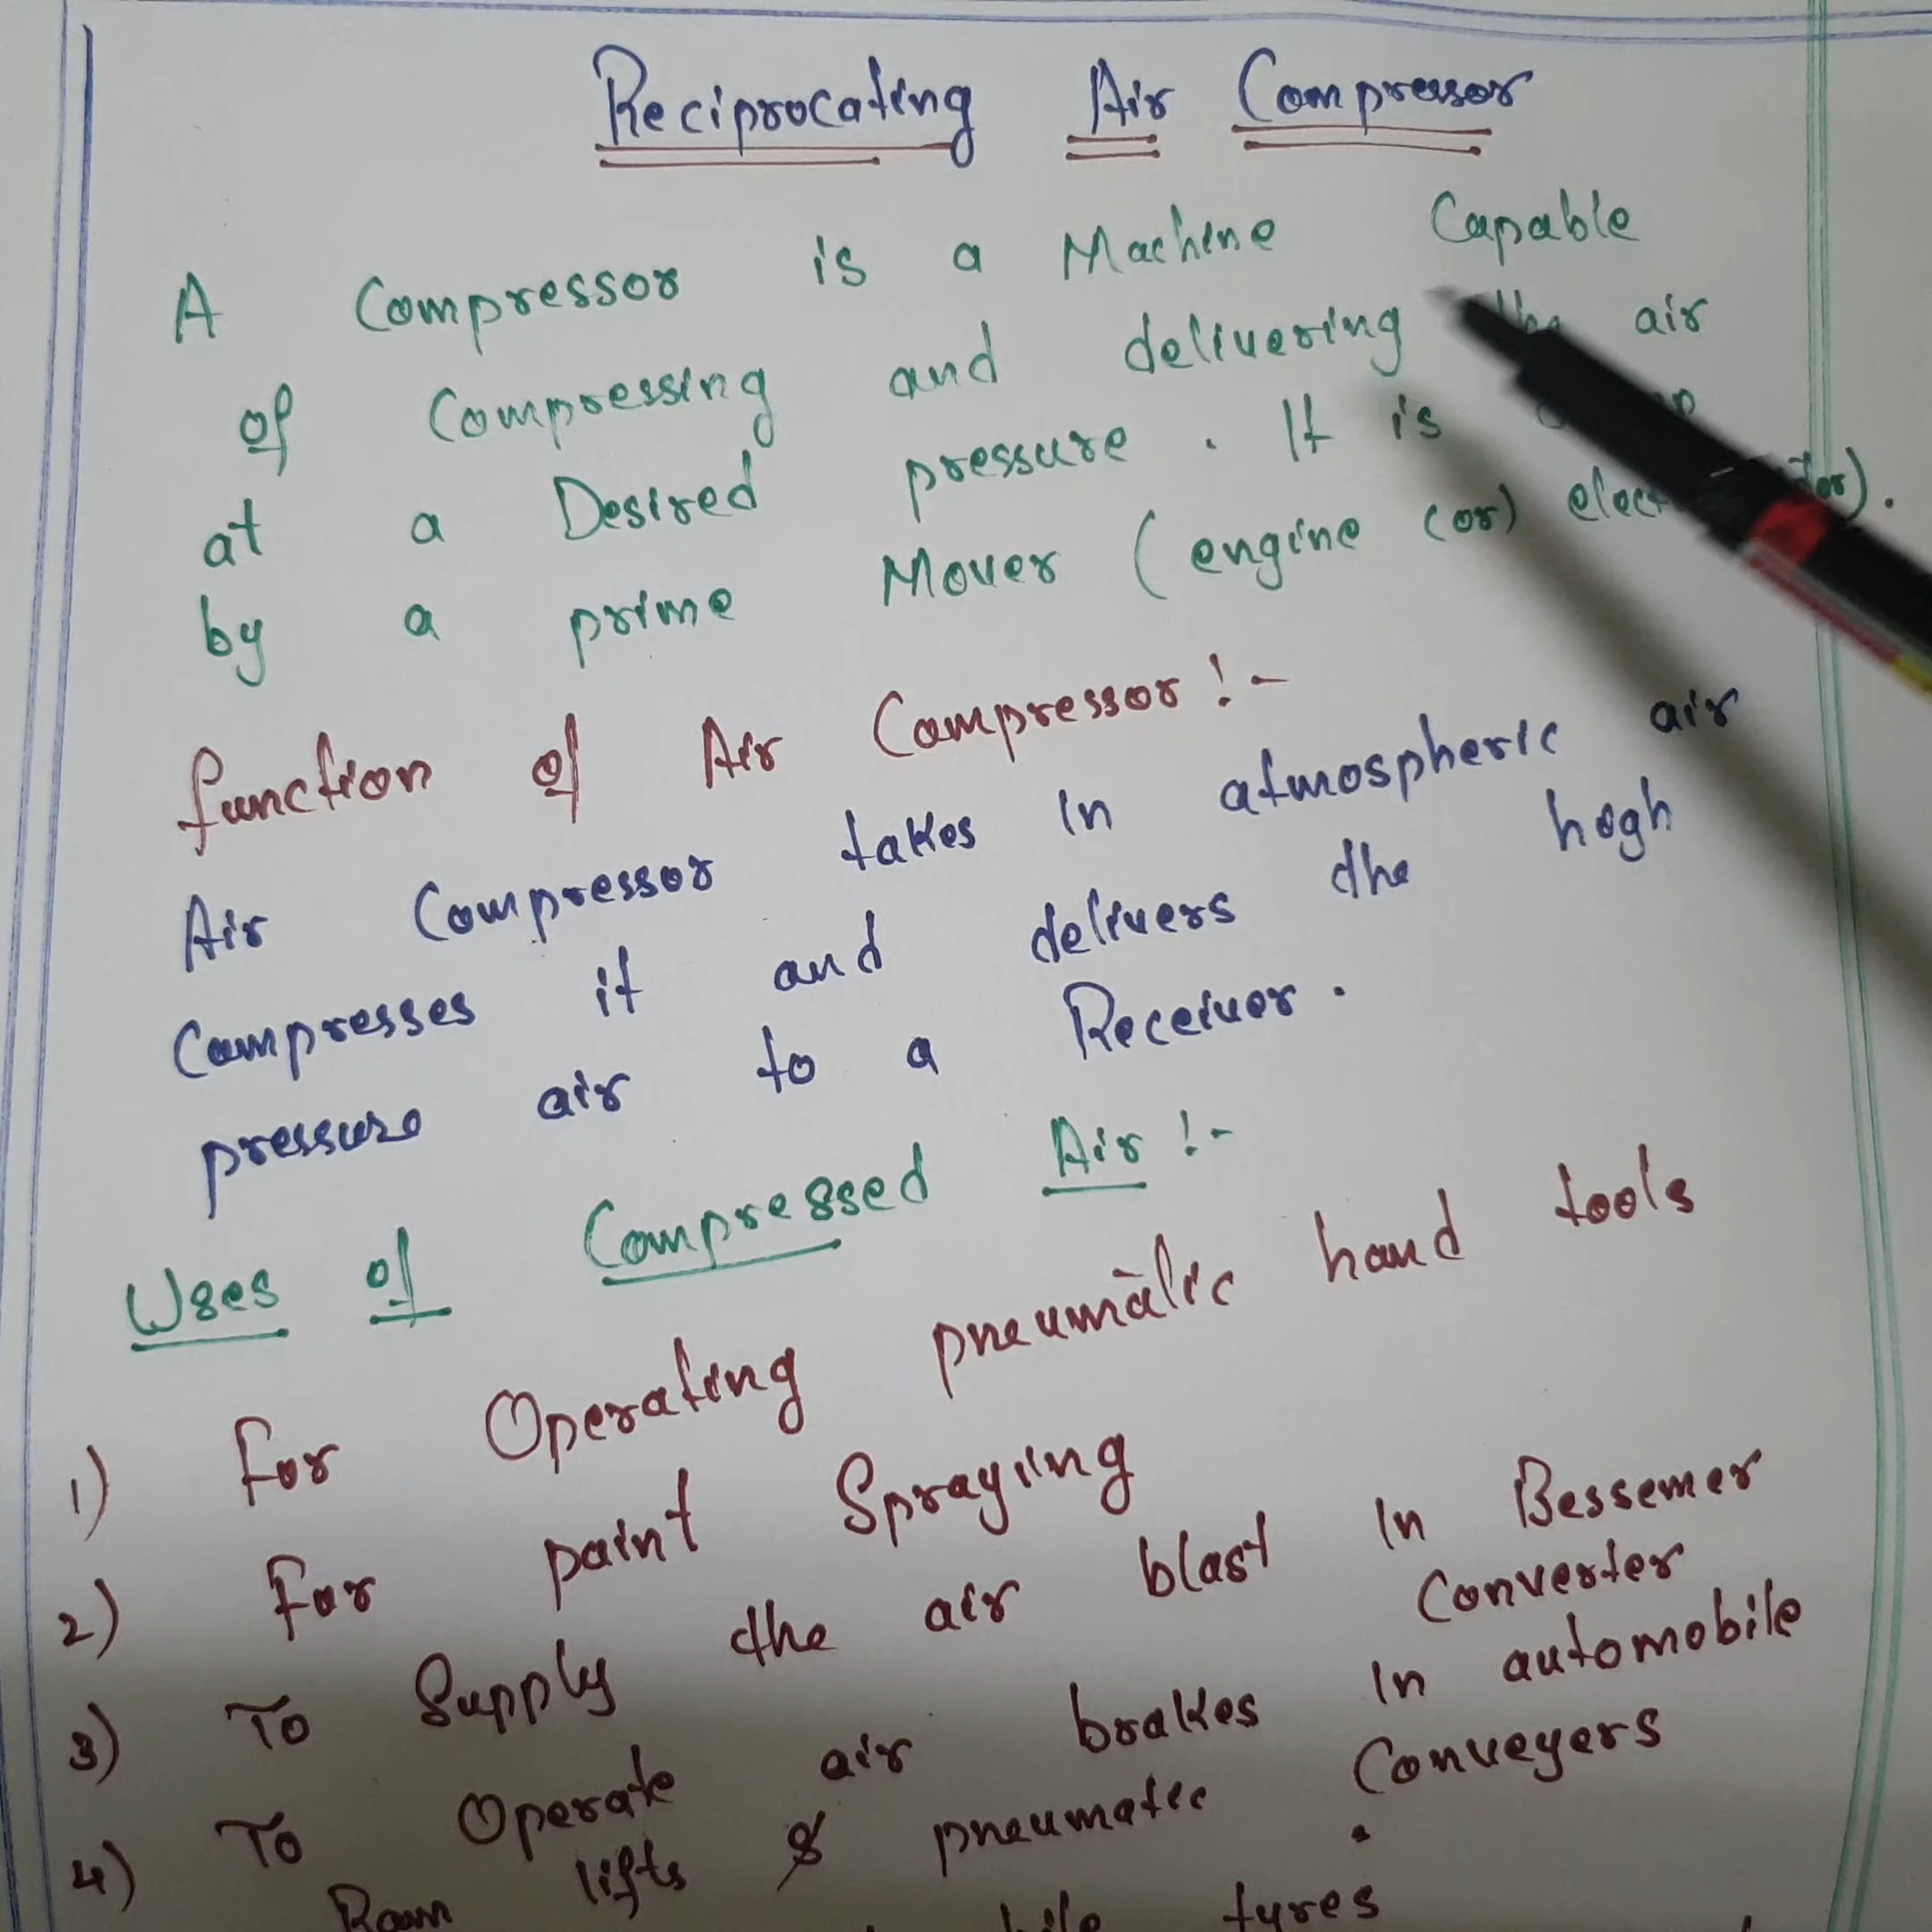 Reciprocating Air Compressor
A Compressor is a Machine Capable
of Compressing and delivering the air
at a Desired pressure. It is
by a prime Mover (engine (or)
function of Air Compressor :-
Air Compressor takes in atmospheric air
Compresses it and delivers the high
pressure air to a Receiver.
Uses of Compressed Air :-
1) For Operating pneumatic hand tools
2) For paint Sprayiing
3) To Supply the air blast in Bessemer
Converter
4) To Operate air brakes in automobile
lifts & pneumatic Conveyers
tyres